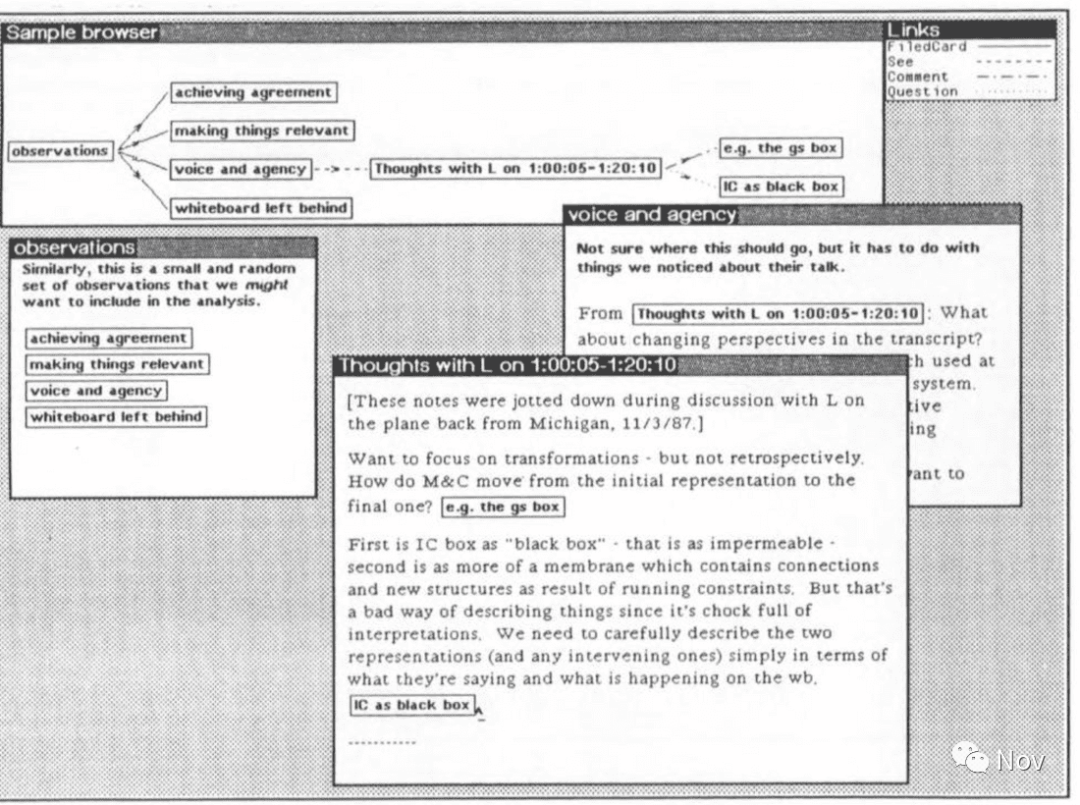 Sample browser
Links
FiledCard
See
Comment
Question
achieving agreement
making things relevant
observations
voice and agency
Thoughts with L on 1:00:05-1:20:10
e.g. the gs box
IC as black box
whiteboard left behind
voice and agency
Not sure where this should go, but it has to do with
things we noticed about their talk.
From Thoughts with L on 1:00:05-1:20:10: What
about changing perspectives in the transcript?
th used at
system.
tive
ing
ant to
observations
Similarly, this is a small and random
set of observations that we might
want to include in the analysis.
achieving agreement
making things relevant
voice and agency
whiteboard left behind
Thoughts with L on 1:00:05-1:20:10
[These notes were jotted down during discussion with L on
the plane back from Michigan, 11/3/87.]
Want to focus on transformations - but not retrospectively.
How do M&C move from the initial representation to the
final one? e.g. the gs box
First is IC box as "black box" - that is as impermeable -
second is as more of a membrane which contains connections
and new structures as result of running constraints. But that's
a bad way of describing things since it's chock full of
interpretations. We need to carefully describe the two
representations (and any intervening ones) simply in terms of
what they're saying and what is happening on the wb.
IC as black box
Nov